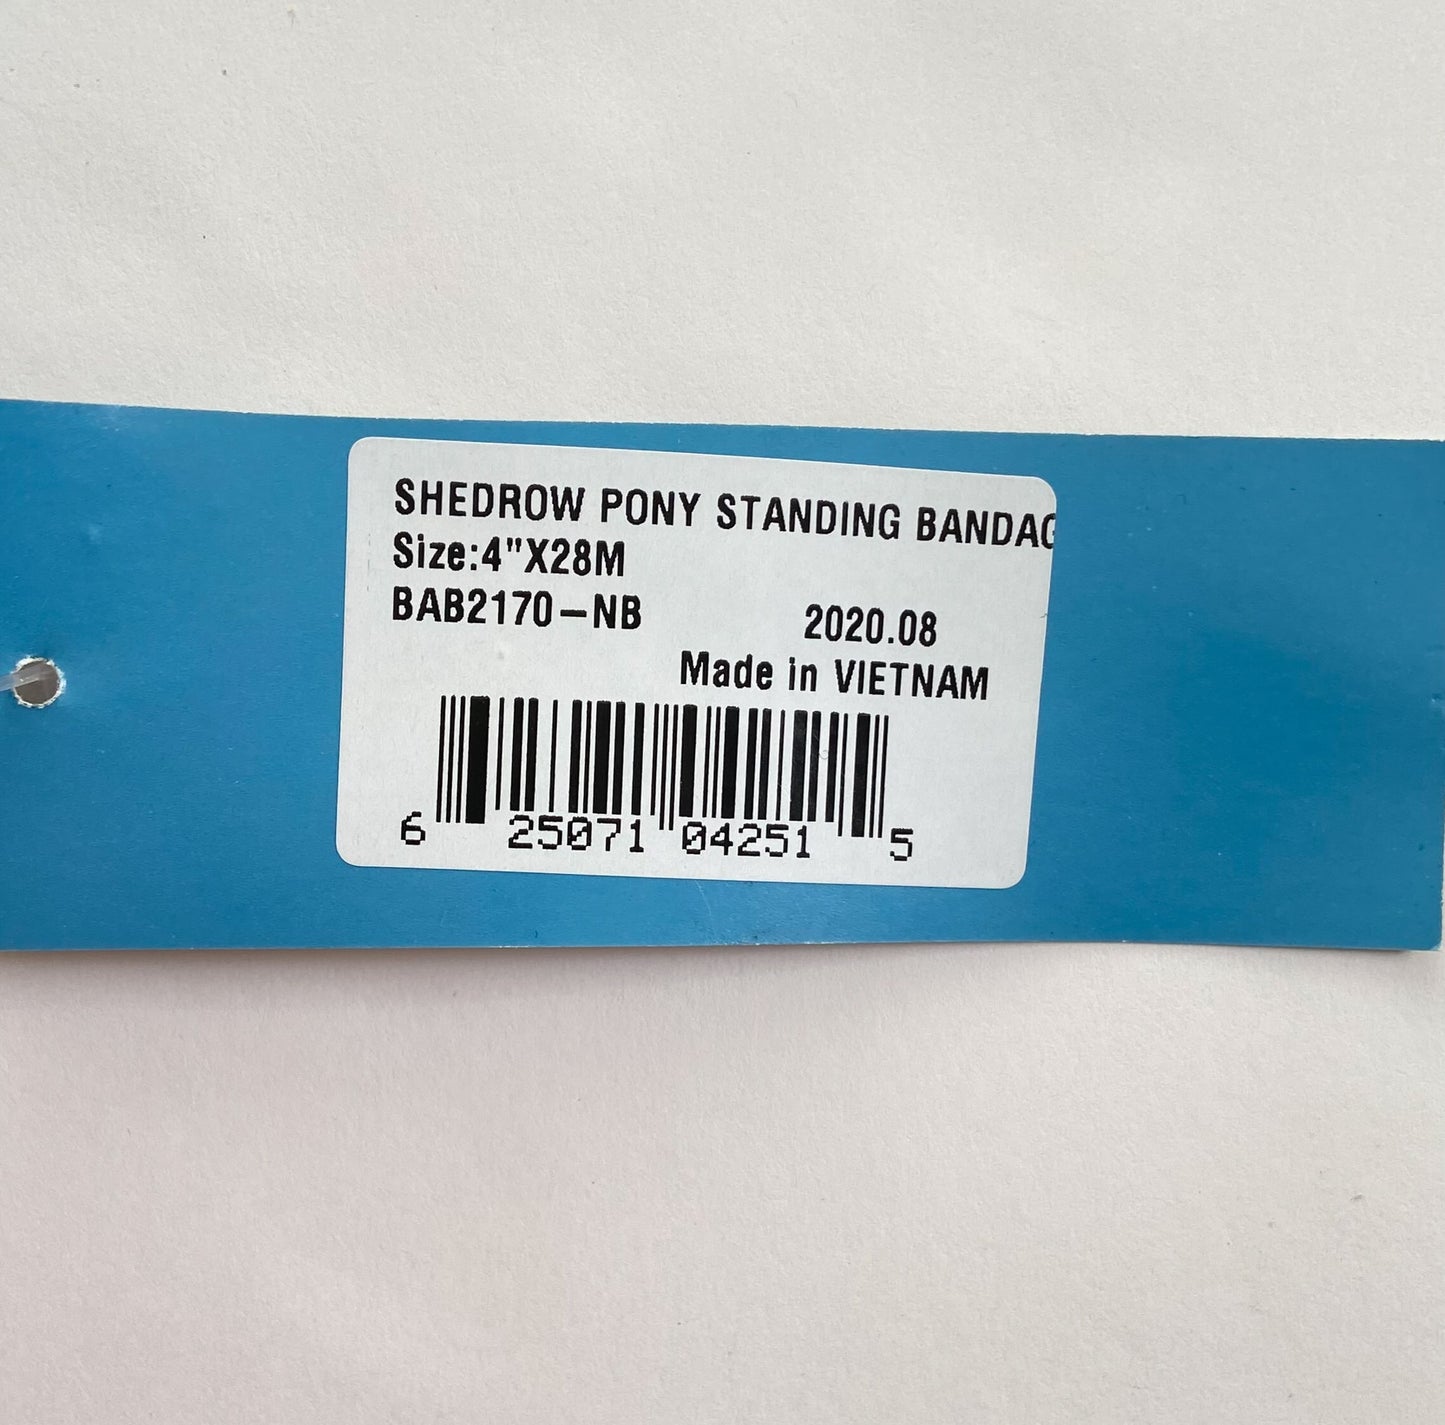 SHEDROW PONY STANDING BANDAG
Size:4"X28M
BAB2170-NB
2020.08
Made in VIETNAM
6 25071 04251 5